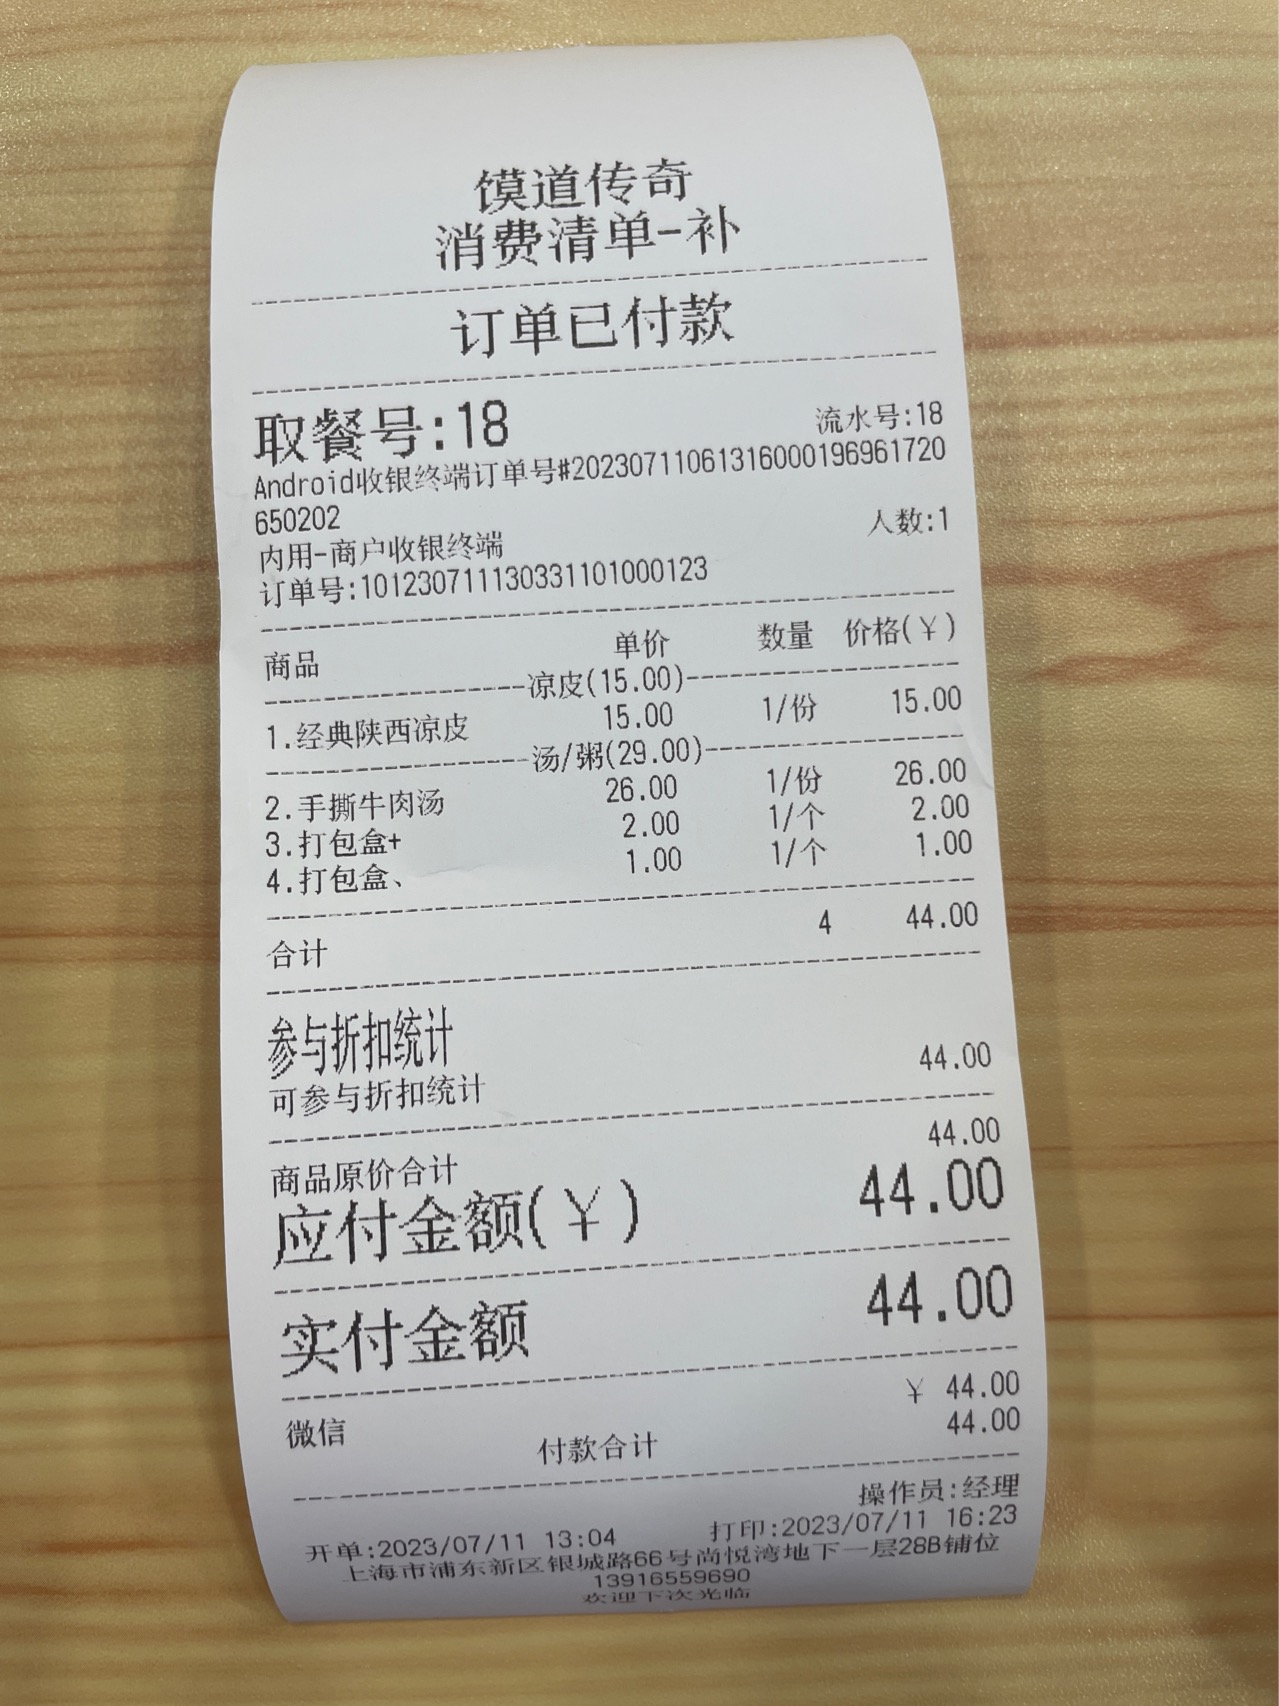 馍道传奇
消费清单-补
订单已付款
取餐号:18 流水号:18
Android收银终端订单号#20230711061316000196961720
650202
内用-商户收银终端 人数:1
订单号:101230711130331101000123
商品 单价 数量 价格(￥)
凉皮(15.00)
1.经典陕西凉皮 15.00 1/份 15.00
汤/粥(29.00)
2.手撕牛肉汤 26.00 1/份 26.00
3.打包盒+ 2.00 1/个 2.00
4.打包盒、 1.00 1/个 1.00
合计 4 44.00
参与折扣统计
可参与折扣统计 44.00
商品原价合计 44.00
应付金额(￥) 44.00
实付金额 44.00
微信 ￥ 44.00
付款合计 44.00
操作员:经理
开单:2023/07/11 13:04 打印:2023/07/11 16:23
上海市浦东新区银城路66号尚悦湾地下一层28B铺位
13916559690
欢迎下次光临